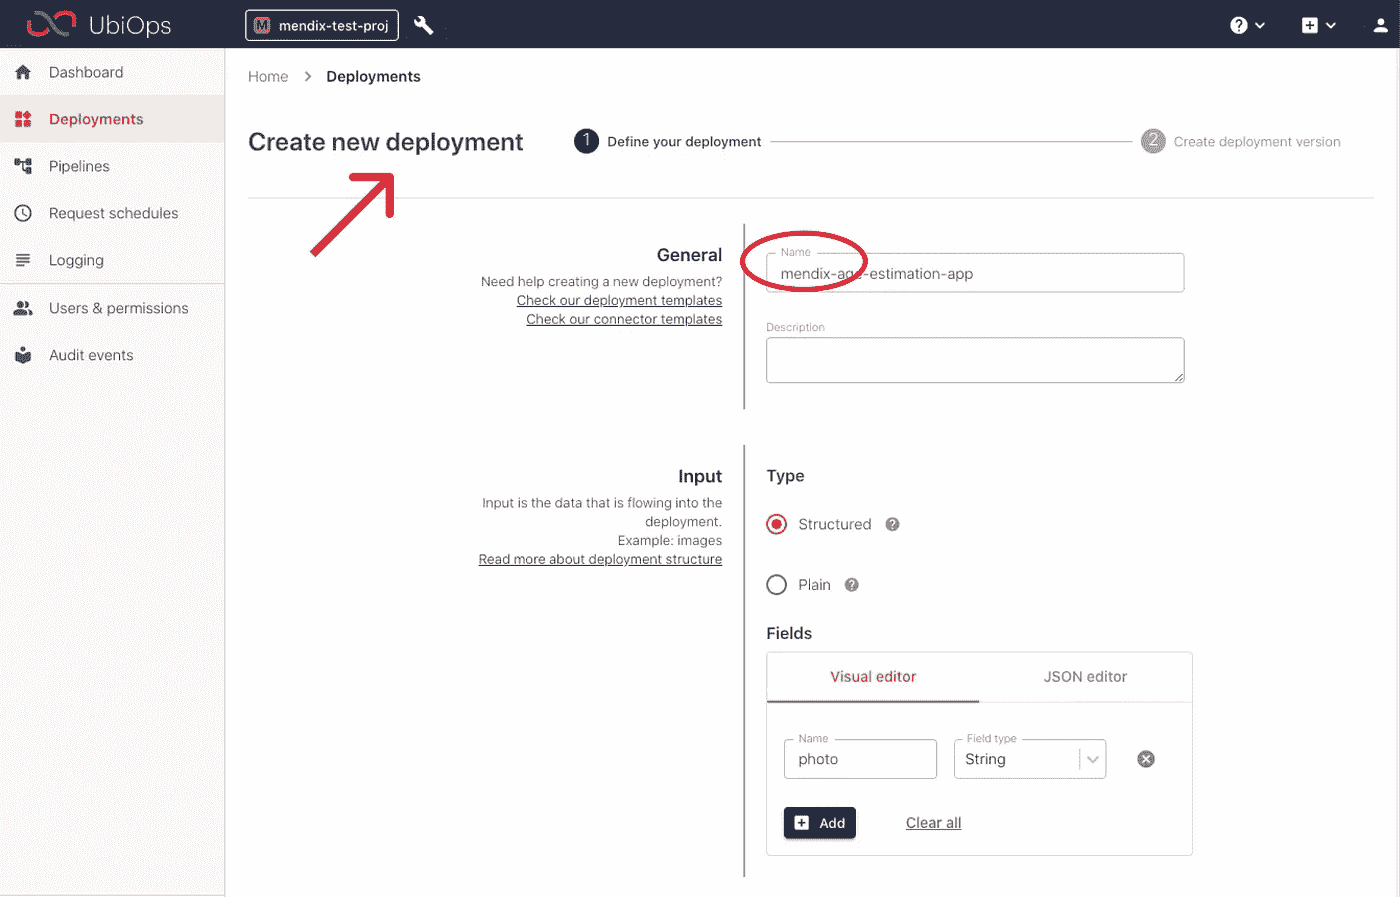 UbiOps
mendix-test-proj
Dashboard
Deployments
Pipelines
Request schedules
Logging
Users & permissions
Audit events
Home > Deployments
Create new deployment
1 Define your deployment
2 Create deployment version
General
Need help creating a new deployment?
Check our deployment templates
Check our connector templates
Name
mendix-age-estimation-app
Description
Input
Input is the data that is flowing into the
deployment.
Example: images
Read more about deployment structure
Type
Structured ?
Plain ?
Fields
Visual editor
JSON editor
Name
photo
Field type
String
Add
Clear all